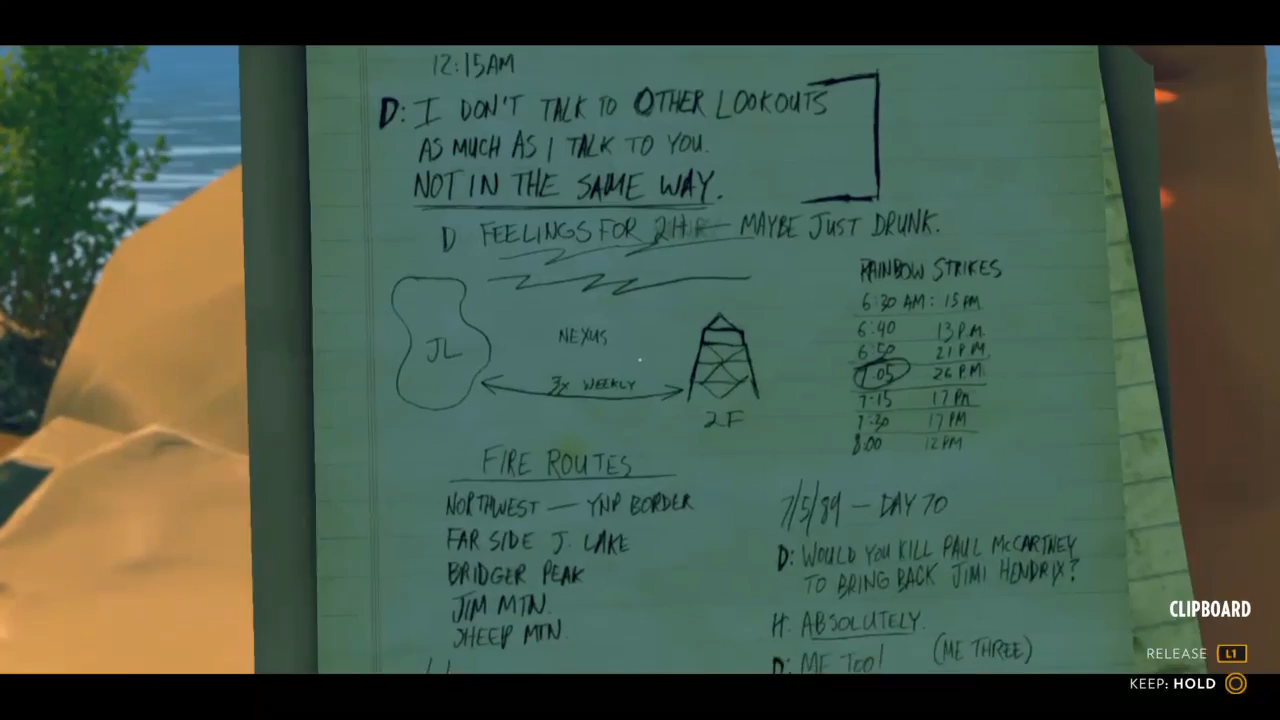 12:15AM
D: I DON'T TALK TO OTHER LOOKOUTS
AS MUCH AS I TALK TO YOU.
NOT IN THE SAME WAY.
D FEELINGS FOR MAYBE JUST DRUNK.
JL
NEXUS
3X WEEKLY
2F
RAINBOW STRIKES
6:30 AM: 15 PM
6:40 13 P.M.
6:50 21 P.M.
7:05 26 P.M.
7:15 17 PM
7:30 17 PM
8:00 12 PM
FIRE ROUTES
NORTHWEST — YNP BORDER
FAR SIDE J. LAKE
BRIDGER PEAK
JIM MTN.
SHEEP MTN.
7/5/89 — DAY 70
D: WOULD YOU KILL PAUL McCARTNEY
TO BRING BACK JIMI HENDRIX?
H: ABSOLUTELY.
D: ME TOO! (ME THREE)
CLIPBOARD
RELEASE L1
KEEP: HOLD